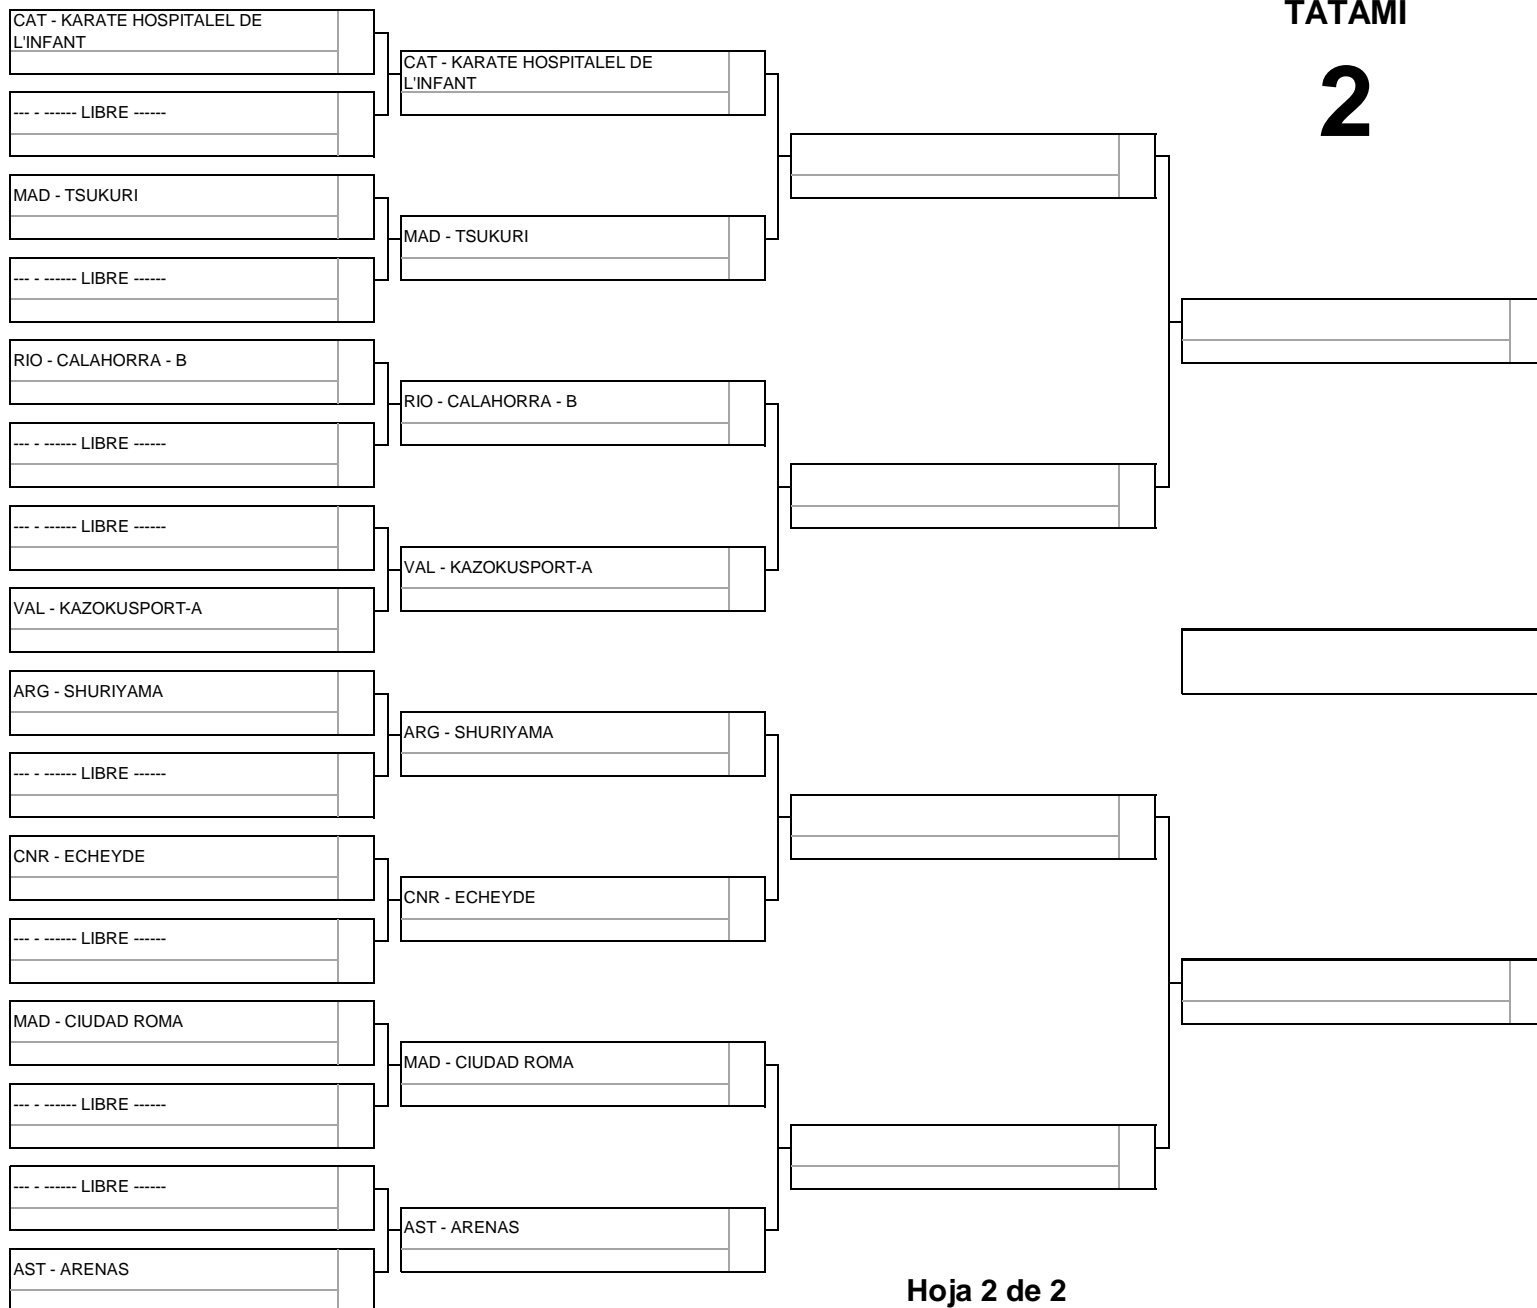 TATAMI
2
CAT - KARATE HOSPITALEL DE
L'INFANT
--- - ------ LIBRE ------
MAD - TSUKURI
--- - ------ LIBRE ------
RIO - CALAHORRA - B
--- - ------ LIBRE ------
--- - ------ LIBRE ------
VAL - KAZOKUSPORT-A
ARG - SHURIYAMA
--- - ------ LIBRE ------
CNR - ECHEYDE
--- - ------ LIBRE ------
MAD - CIUDAD ROMA
--- - ------ LIBRE ------
--- - ------ LIBRE ------
AST - ARENAS
CAT - KARATE HOSPITALEL DE
L'INFANT
MAD - TSUKURI
RIO - CALAHORRA - B
VAL - KAZOKUSPORT-A
ARG - SHURIYAMA
CNR - ECHEYDE
MAD - CIUDAD ROMA
AST - ARENAS
Hoja 2 de 2